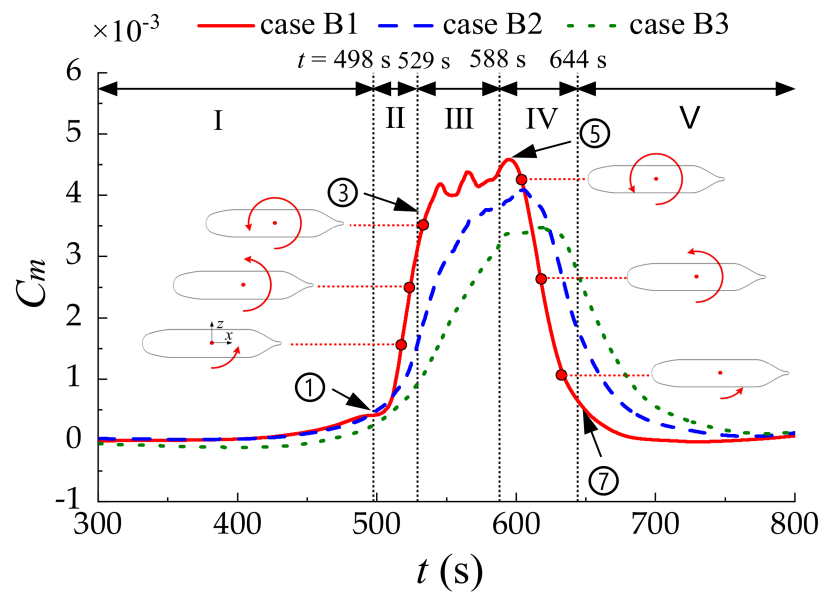 ×10⁻³ case B1 case B2 case B3
t = 498 s 529 s 588 s 644 s
6
I II III IV V
5
⑤
4
③
3
Cm
2
z
x
1
①
0
⑦
-1
300 400 500 600 700 800
t (s)